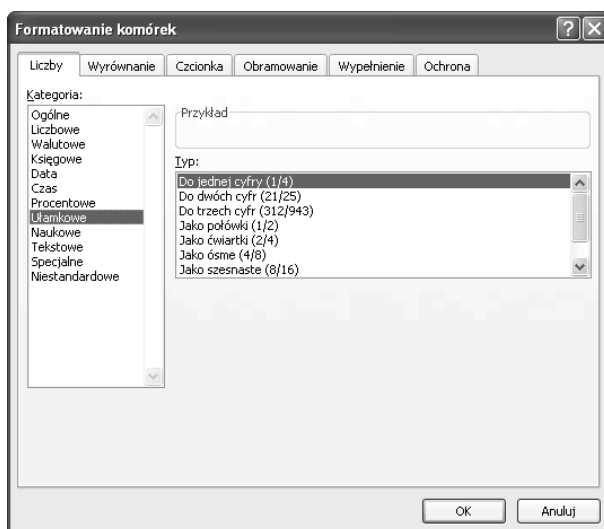 Formatowanie komórek
Liczby Wyrównanie Czcionka Obramowanie Wypełnienie Ochrona
Kategoria:
Ogólne
Liczbowe
Walutowe
Księgowe
Data
Czas
Procentowe
Ułamkowe
Naukowe
Tekstowe
Specjalne
Niestandardowe
Przykład
Typ:
Do jednej cyfry (1/4)
Do dwóch cyfr (21/25)
Do trzech cyfr (312/943)
Jako połówki (1/2)
Jako ćwiartki (2/4)
Jako ósme (4/8)
Jako szesnaste (8/16)
OK Anuluj